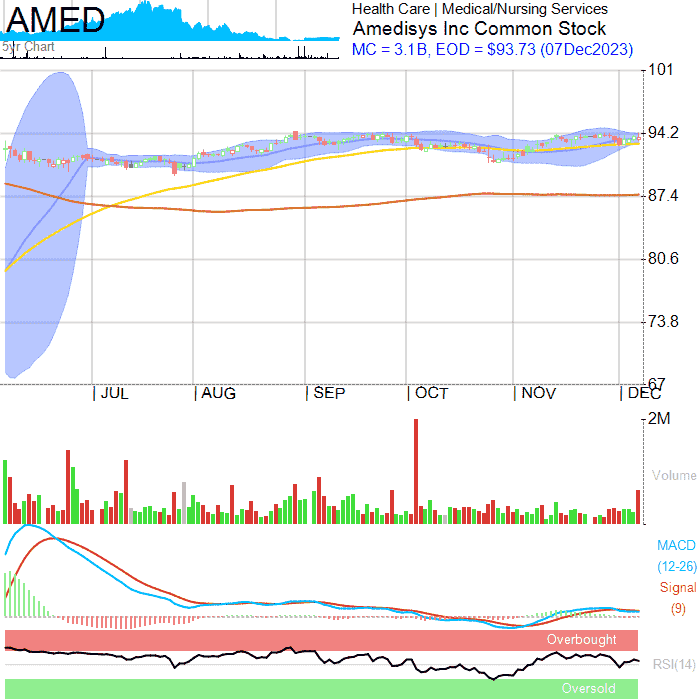 AMED
5yr Chart
Health Care | Medical/Nursing Services
Amedisys Inc Common Stock
MC = 3.1B, EOD = $93.73 (07Dec2023)
101
94.2
87.4
80.6
73.8
67
| JUL
| AUG
| SEP
| OCT
| NOV
| DEC
2M
Volume
MACD
(12-26)
Signal
(9)
Overbought
RSI(14)
Oversold